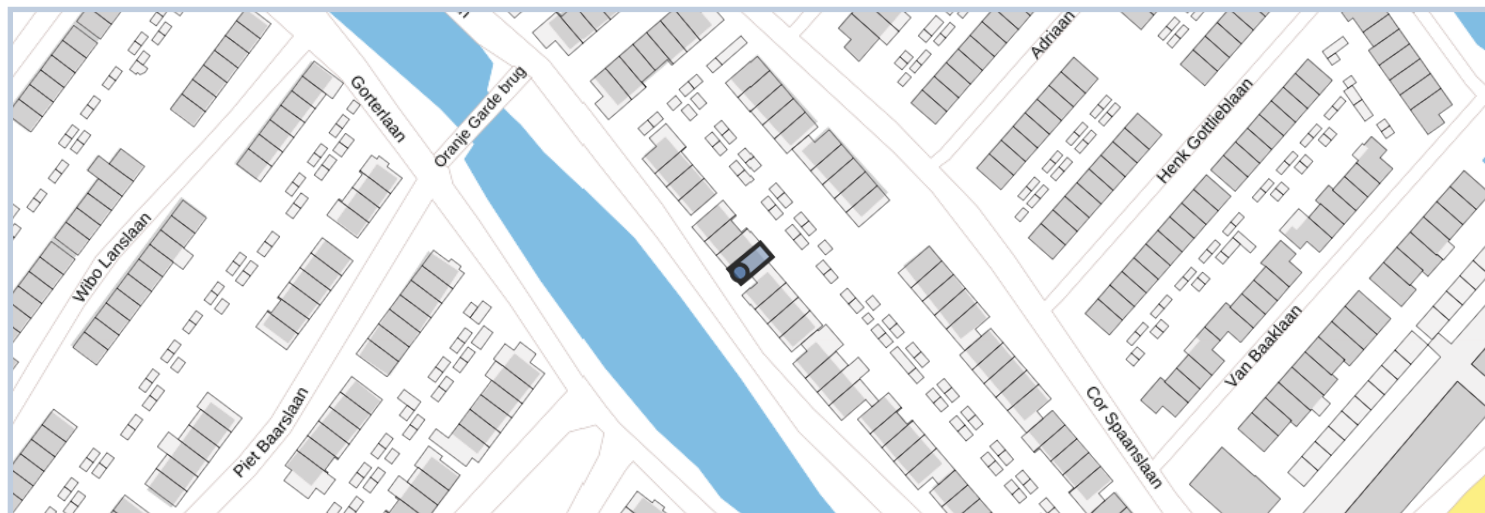 Adriaan
Gorterlaan
Oranje Garde brug
Henk Gottlieblaan
Wibo Lanslaan
Van Baaklaan
Piet Baarslaan
Cor Spaanslaan